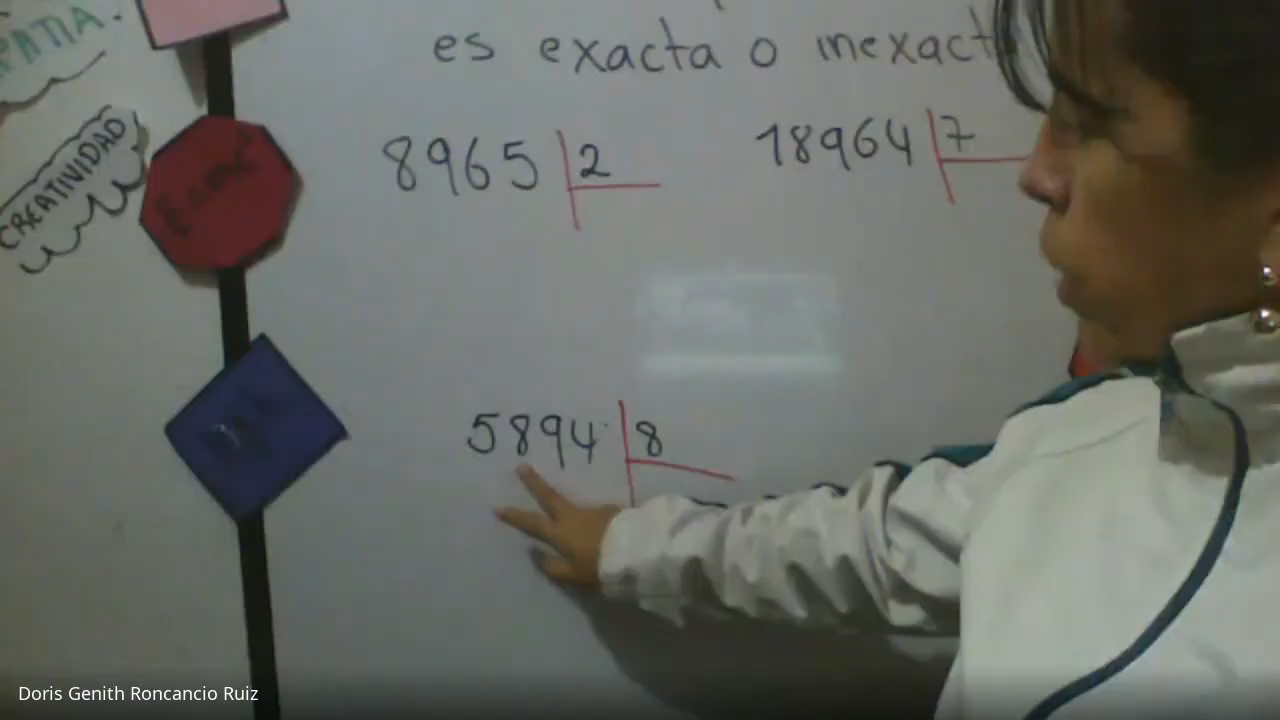 CREATIVIDAD
es exacta o inexact
8965 2
18964 7
5894 8
Doris Genith Roncancio Ruiz